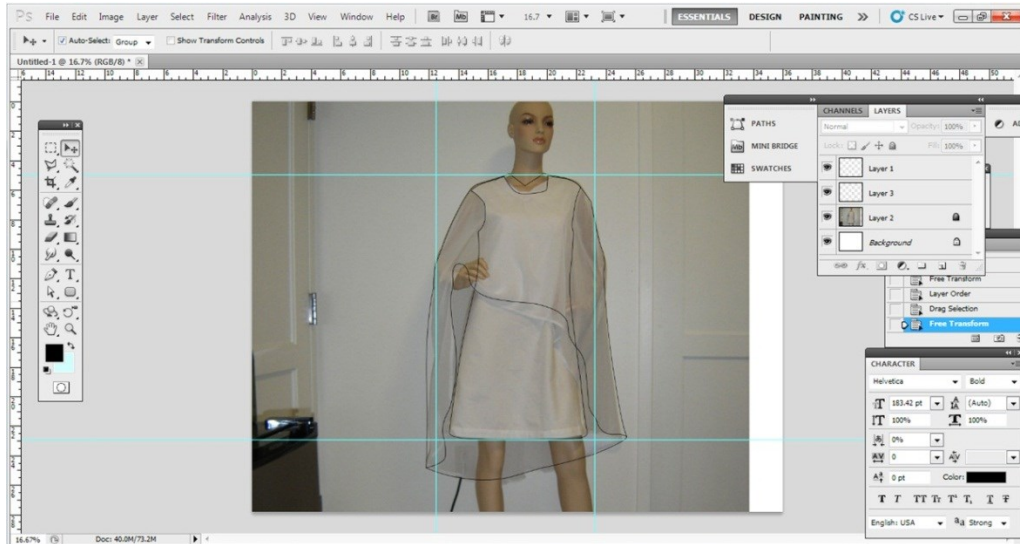 Ps File Edit Image Layer Select Filter Analysis 3D View Window Help Br Mb 16.7 ESSENTIALS DESIGN PAINTING CS Live
Auto-Select: Group Show Transform Controls
Untitled-1 @ 16.7% (RGB/8) *
PATHS
MINI BRIDGE
SWATCHES
CHANNELS LAYERS
Normal Opacity: 100%
Lock: Fill: 100%
Layer 1
Layer 3
Layer 2
Background
Free Transform
Layer Order
Drag Selection
Free Transform
CHARACTER
Helvetica Bold
183.42 pt (Auto)
100% 100%
0%
0
0 pt Color:
English: USA Strong
16.67% Doc: 40.0M/73.2M